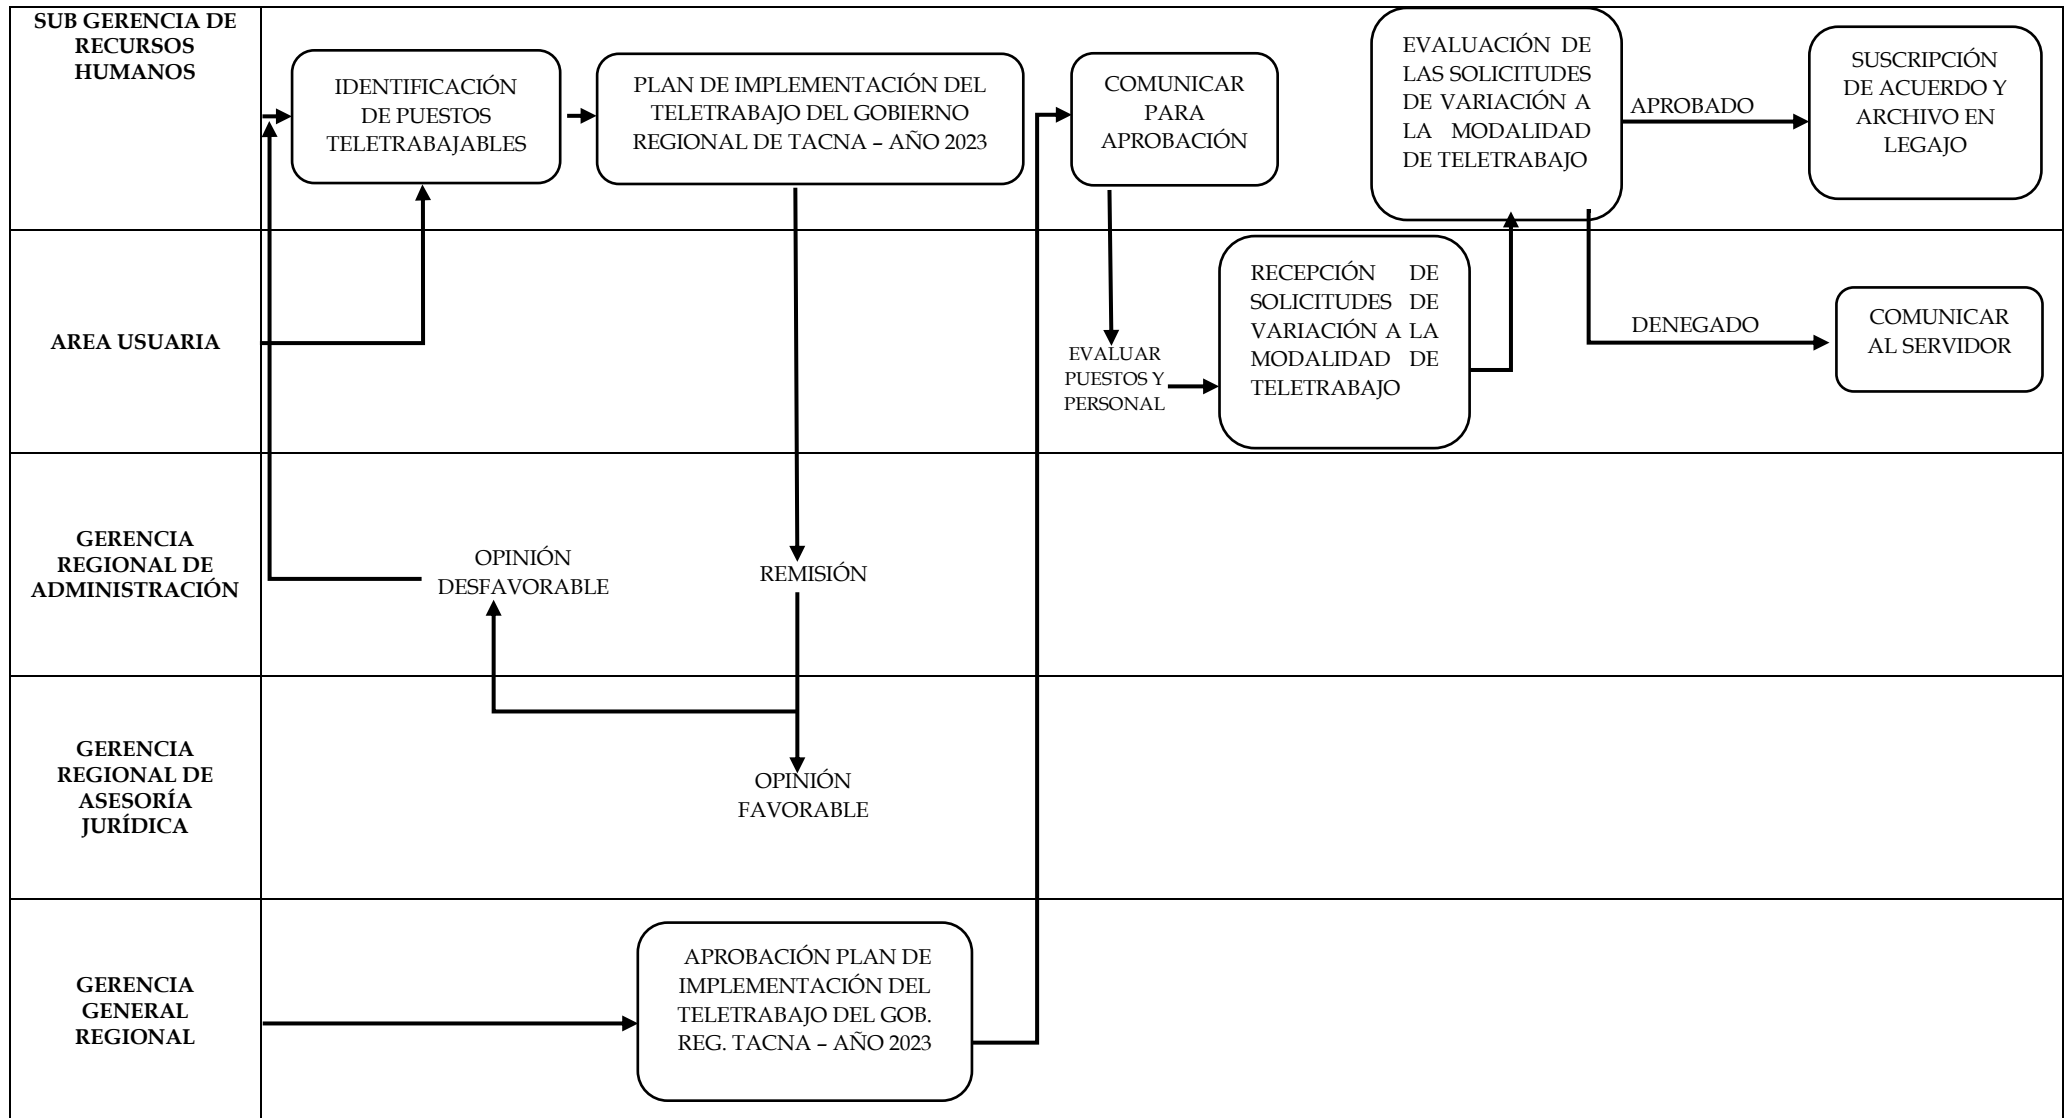 SUB GERENCIA DE
RECURSOS
HUMANOS
IDENTIFICACIÓN
DE PUESTOS
TELETRABAJABLES
PLAN DE IMPLEMENTACIÓN DEL
TELETRABAJO DEL GOBIERNO
REGIONAL DE TACNA – AÑO 2023
COMUNICAR
PARA
APROBACIÓN
EVALUACIÓN DE
LAS SOLICITUDES
DE VARIACIÓN A
LA MODALIDAD
DE TELETRABAJO
APROBADO
SUSCRIPCIÓN
DE ACUERDO Y
ARCHIVO EN
LEGAJO
AREA USUARIA
EVALUAR
PUESTOS Y
PERSONAL
RECEPCIÓN DE
SOLICITUDES DE
VARIACIÓN A LA
MODALIDAD DE
TELETRABAJO
DENEGADO
COMUNICAR
AL SERVIDOR
GERENCIA
REGIONAL DE
ADMINISTRACIÓN
OPINIÓN
DESFAVORABLE
REMISIÓN
GERENCIA
REGIONAL DE
ASESORÍA
JURÍDICA
OPINIÓN
FAVORABLE
GERENCIA
GENERAL
REGIONAL
APROBACIÓN PLAN DE
IMPLEMENTACIÓN DEL
TELETRABAJO DEL GOB.
REG. TACNA – AÑO 2023